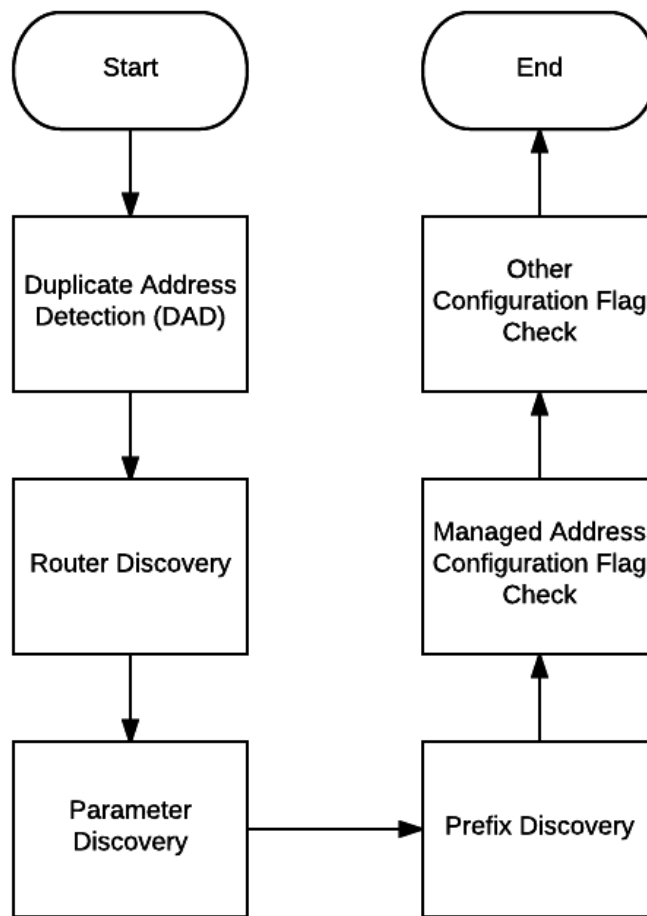 Start
Duplicate Address
Detection (DAD)
Router Discovery
Parameter
Discovery
Prefix Discovery
Managed Address
Configuration Flag
Check
Other
Configuration Flag
Check
End